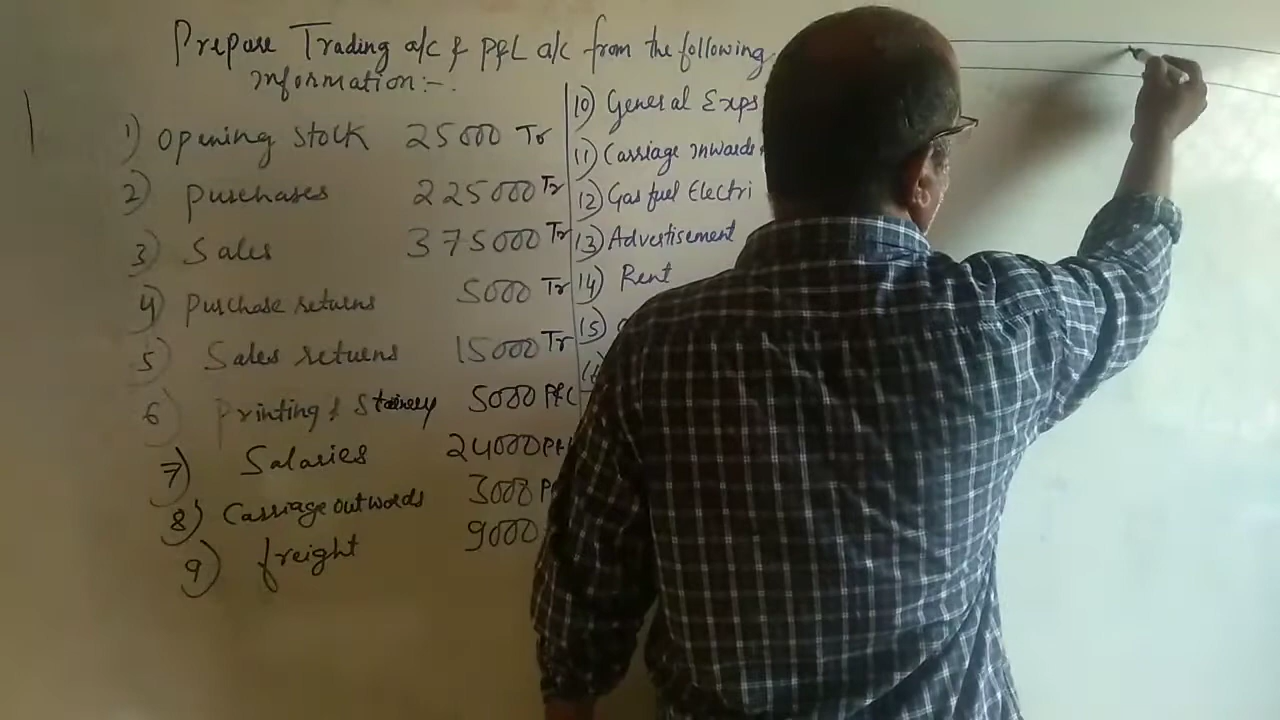 Prepare Trading a/c & P&L a/c from the following
information:-
1) Opening Stock 25000 Tr
2) purchases 225000 Tr
3) Sales 375000 Tr
4) Purchase returns 5000 Tr
5) Sales returns 15000 Tr
6) Printing & 5000 P&L
7) Salaries 24000 P&
8) Carriage outwards 3000 P
9) freight 9000
10) General Exps
11) Carriage inwards
12) Gas fuel Electri
13) Advertisement
14) Rent
15)